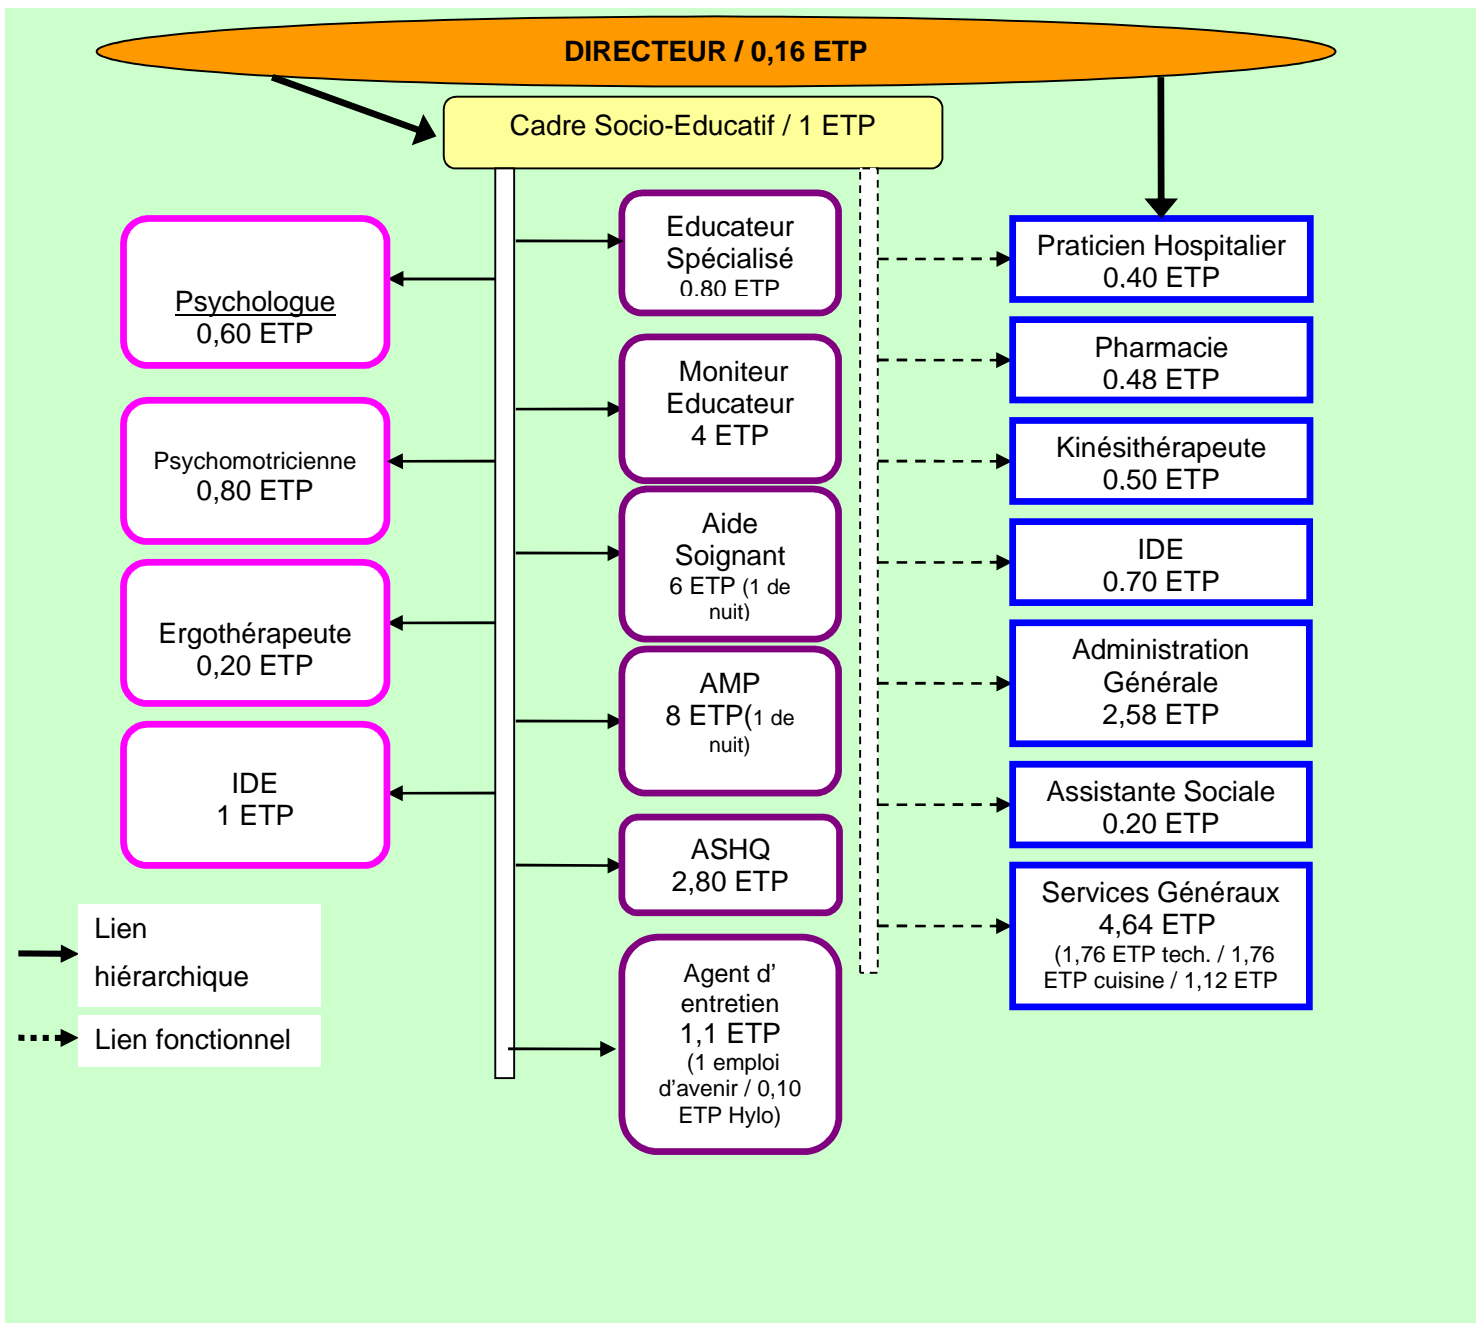 DIRECTEUR / 0,16 ETP
Cadre Socio-Educatif / 1 ETP
Psychologue
0,60 ETP
Psychomotricienne
0,80 ETP
Ergothérapeute
0,20 ETP
IDE
1 ETP
Educateur
Spécialisé
0.80 ETP
Moniteur
Educateur
4 ETP
Aide
Soignant
6 ETP (1 de
nuit)
AMP
8 ETP(1 de
nuit)
ASHQ
2,80 ETP
Agent d’
entretien
1,1 ETP
(1 emploi
d’avenir / 0,10
ETP Hylo)
Praticien Hospitalier
0.40 ETP
Pharmacie
0.48 ETP
Kinésithérapeute
0.50 ETP
IDE
0.70 ETP
Administration
Générale
2,58 ETP
Assistante Sociale
0.20 ETP
Services Généraux
4,64 ETP
(1,76 ETP tech. / 1,76
ETP cuisine / 1,12 ETP
Lien
hiérarchique
Lien fonctionnel